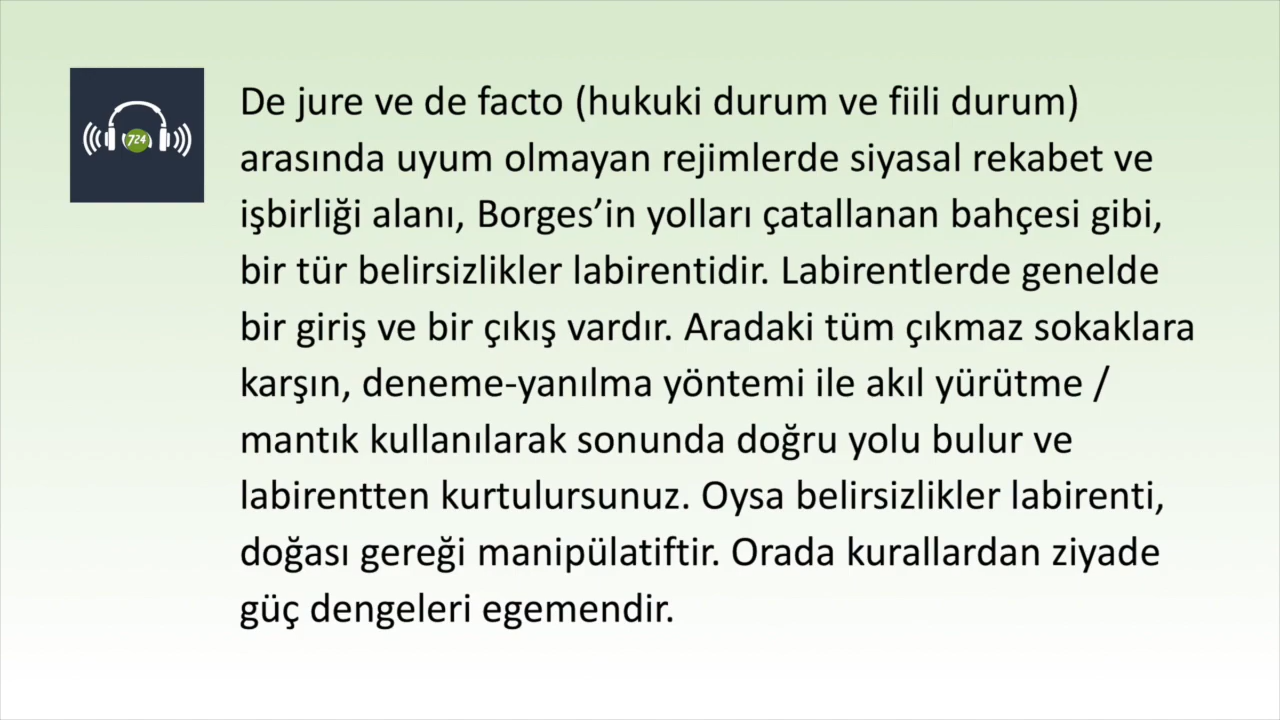 724
De jure ve de facto (hukuki durum ve fiili durum)
arasında uyum olmayan rejimlerde siyasal rekabet ve
işbirliği alanı, Borges’in yolları çatallanan bahçesi gibi,
bir tür belirsizlikler labirentidir. Labirentlerde genelde
bir giriş ve bir çıkış vardır. Aradaki tüm çıkmaz sokaklara
karşın, deneme-yanılma yöntemi ile akıl yürütme /
mantık kullanılarak sonunda doğru yolu bulur ve
labirentten kurtulursunuz. Oysa belirsizlikler labirenti,
doğası gereği manipülatiftir. Orada kurallardan ziyade
güç dengeleri egemendir.